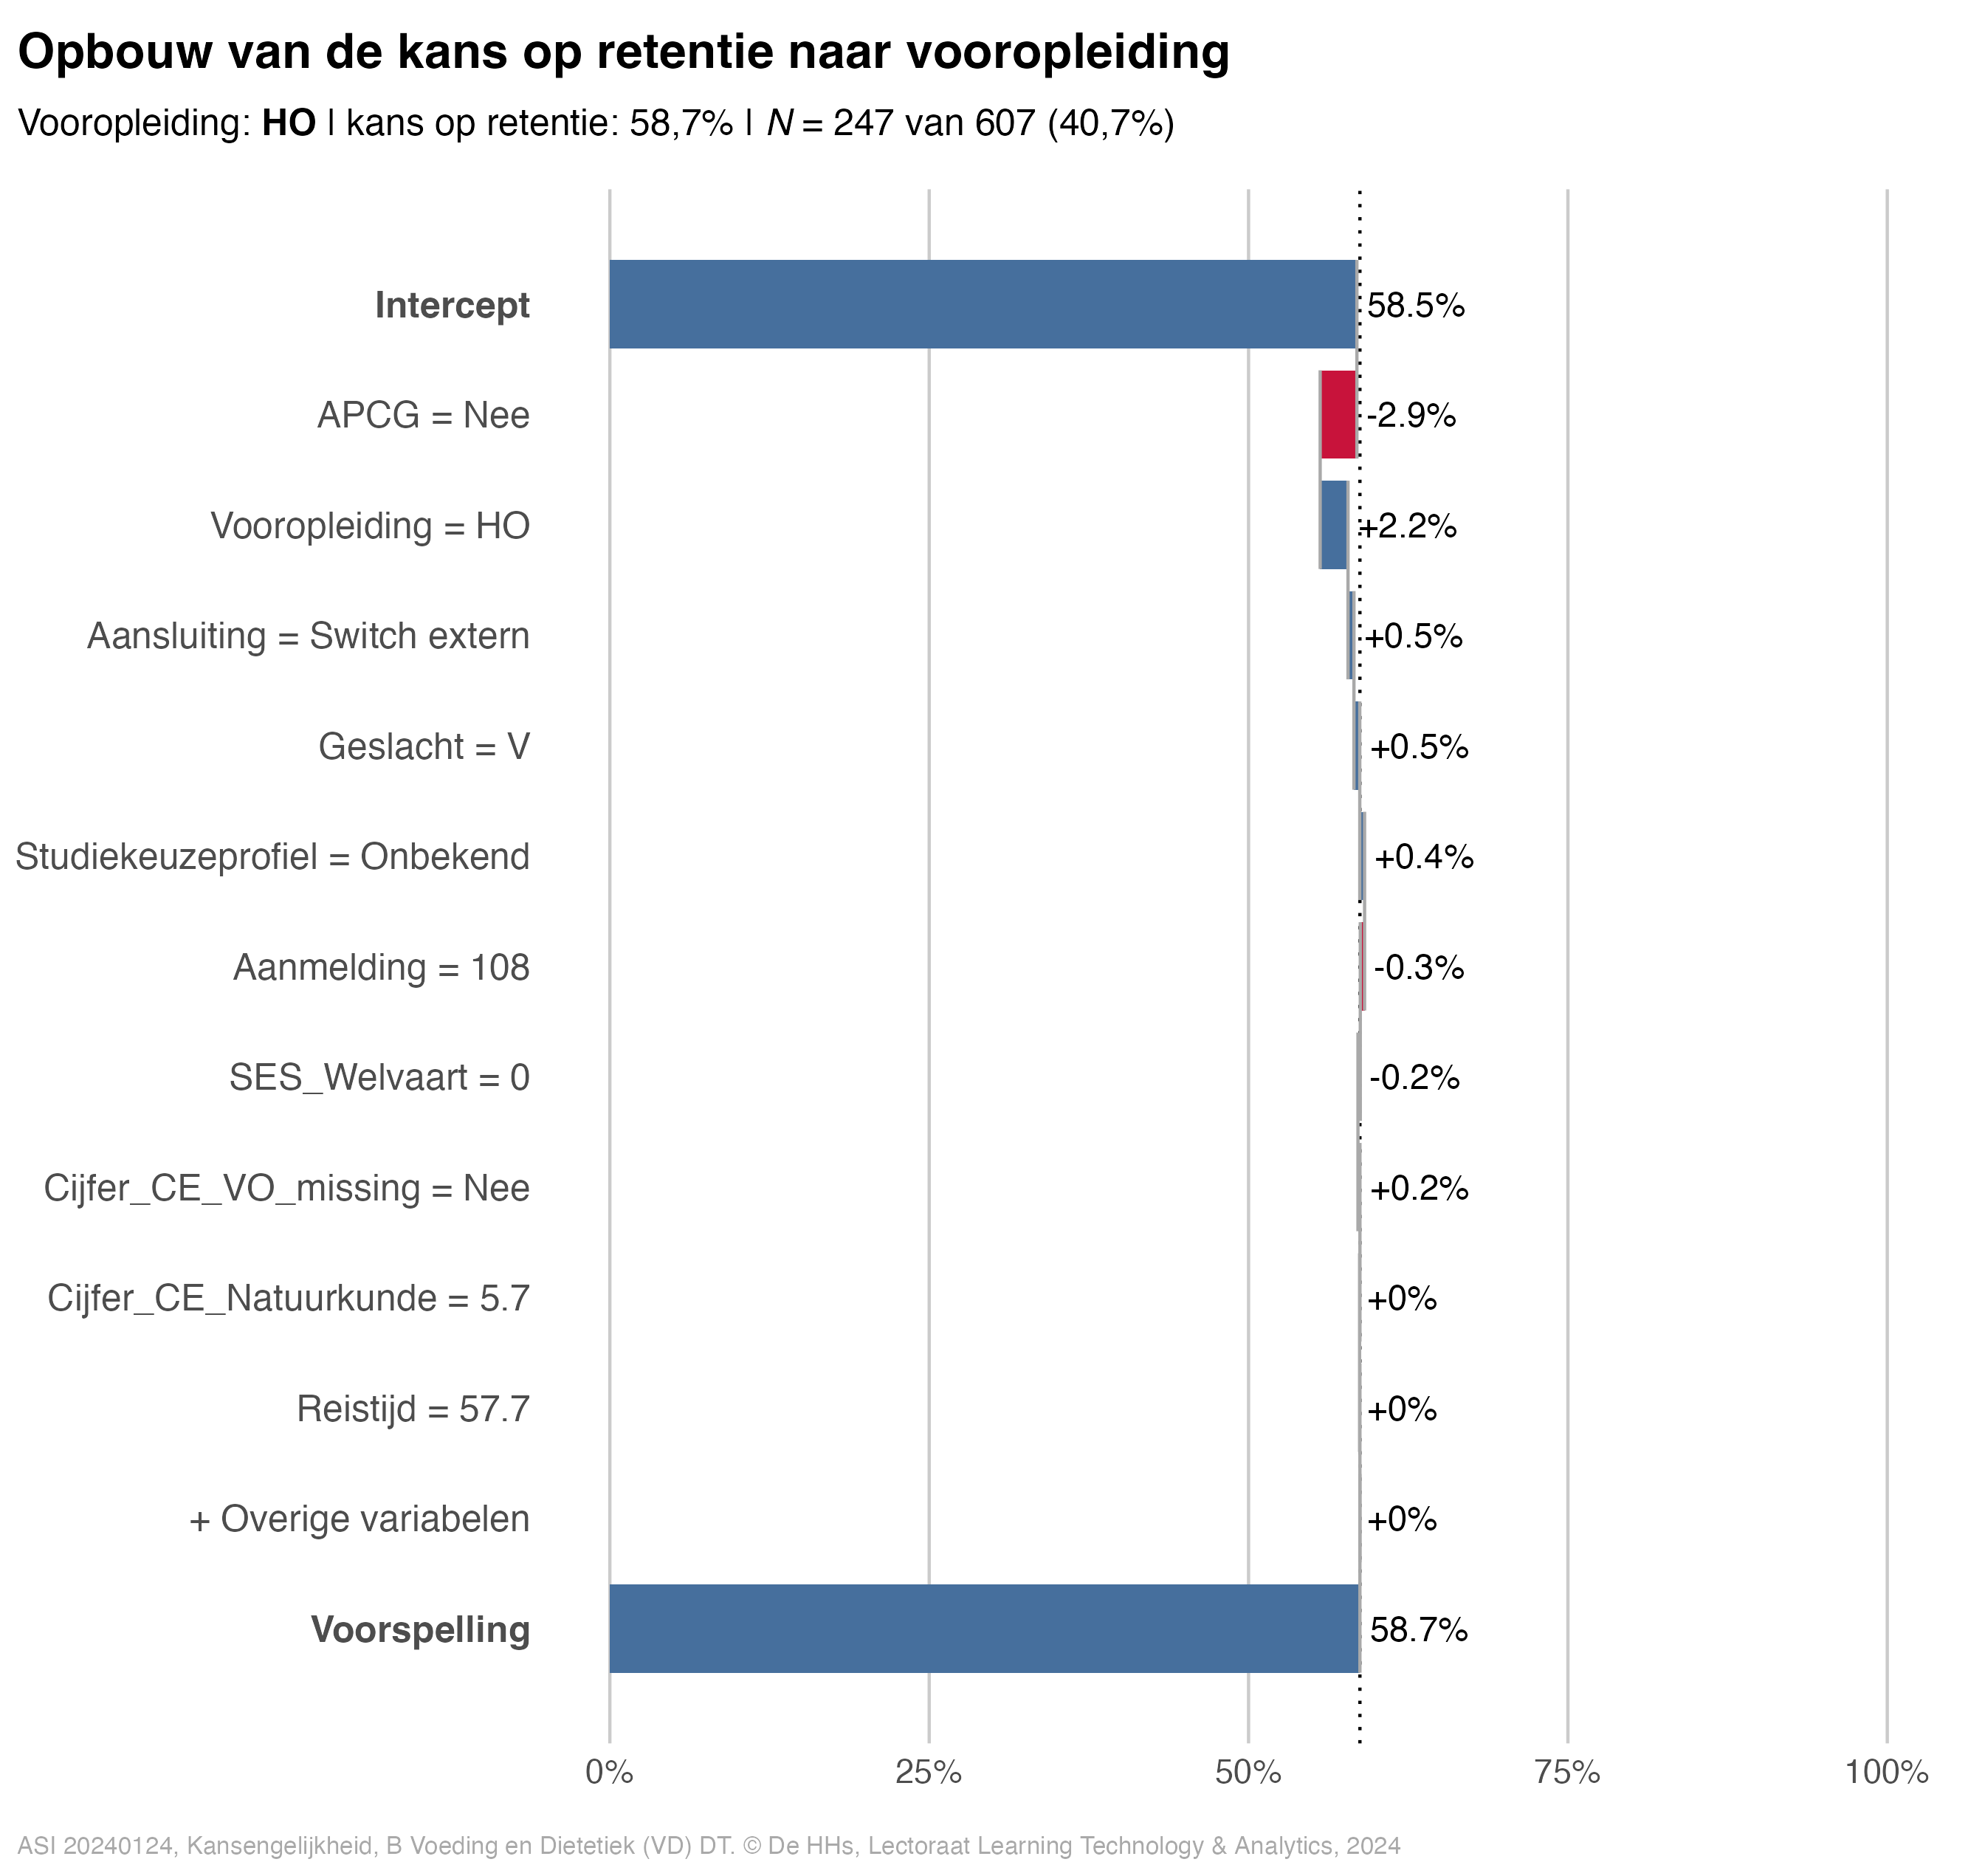 Opbouw van de kans op retentie naar vooropleiding
Vooropleiding: HO | kans op retentie: 58,7% | N = 247 van 607 (40,7%)
Intercept 58.5%
APCG = Nee -2.9%
Vooropleiding = HO +2.2%
Aansluiting = Switch extern +0.5%
Geslacht = V +0.5%
Studiekeuzeprofiel = Onbekend +0.4%
Aanmelding = 108 -0.3%
SES_Welvaart = 0 -0.2%
Cijfer_CE_VO_missing = Nee +0.2%
Cijfer_CE_Natuurkunde = 5.7 +0%
Reistijd = 57.7 +0%
+ Overige variabelen +0%
Voorspelling 58.7%
0% 25% 50% 75% 100%
ASI 20240124, Kansengelijkheid, B Voeding en Dietetiek (VD) DT. © De HHs, Lectoraat Learning Technology & Analytics, 2024